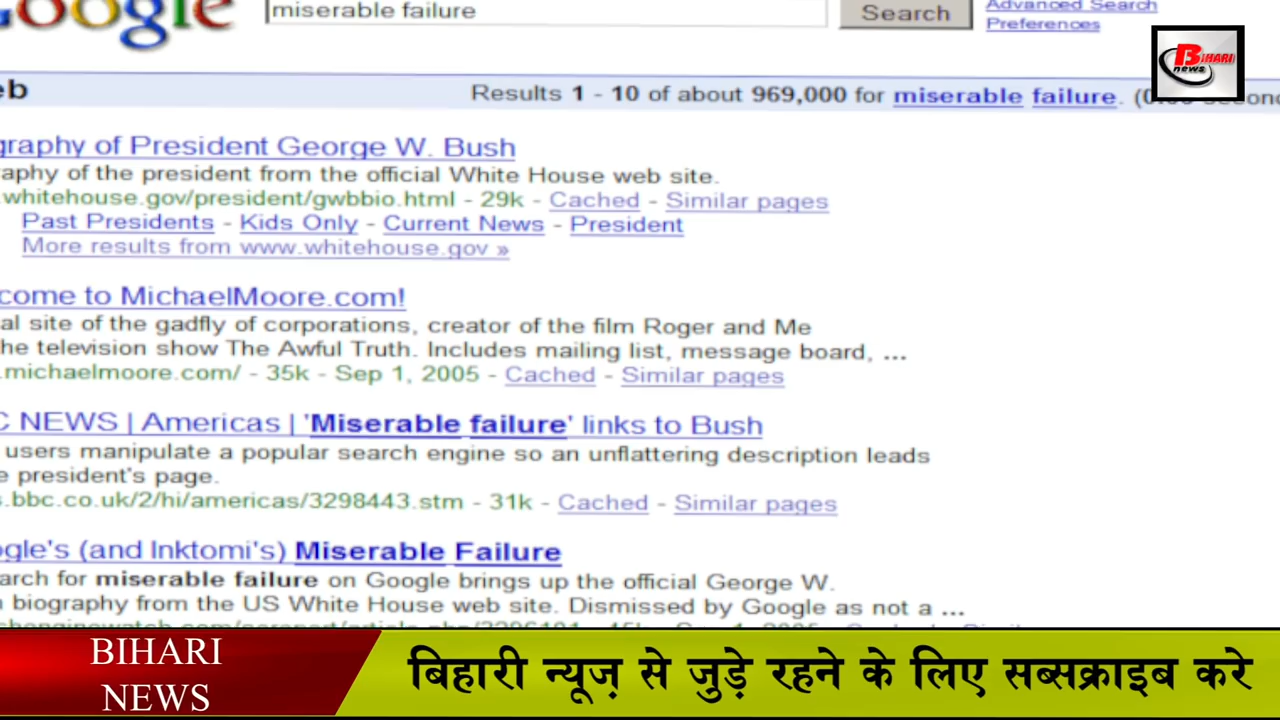 Google miserable failure Search Advanced Search
Preferences
BIHARI
news
eb Results 1 - 10 of about 969,000 for miserable failure.
graphy of President George W. Bush
aphy of the president from the official White House web site.
.whitehouse.gov/president/gwbbio.html - 29k - Cached - Similar pages
Past Presidents - Kids Only - Current News - President
More results from www.whitehouse.gov »
come to MichaelMoore.com!
al site of the gadfly of corporations, creator of the film Roger and Me
he television show The Awful Truth. Includes mailing list, message board, ...
.michaelmoore.com/ - 35k - Sep 1, 2005 - Cached - Similar pages
C NEWS | Americas | 'Miserable failure' links to Bush
users manipulate a popular search engine so an unflattering description leads
e president's page.
s.bbc.co.uk/2/hi/americas/3298443.stm - 31k - Cached - Similar pages
ogle's (and Inktomi's) Miserable Failure
arch for miserable failure on Google brings up the official George W.
n biography from the US White House web site. Dismissed by Google as not a ...
BIHARI
NEWS
बिहारी न्यूज़ से जुड़े रहने के लिए सब्सक्राइब करे